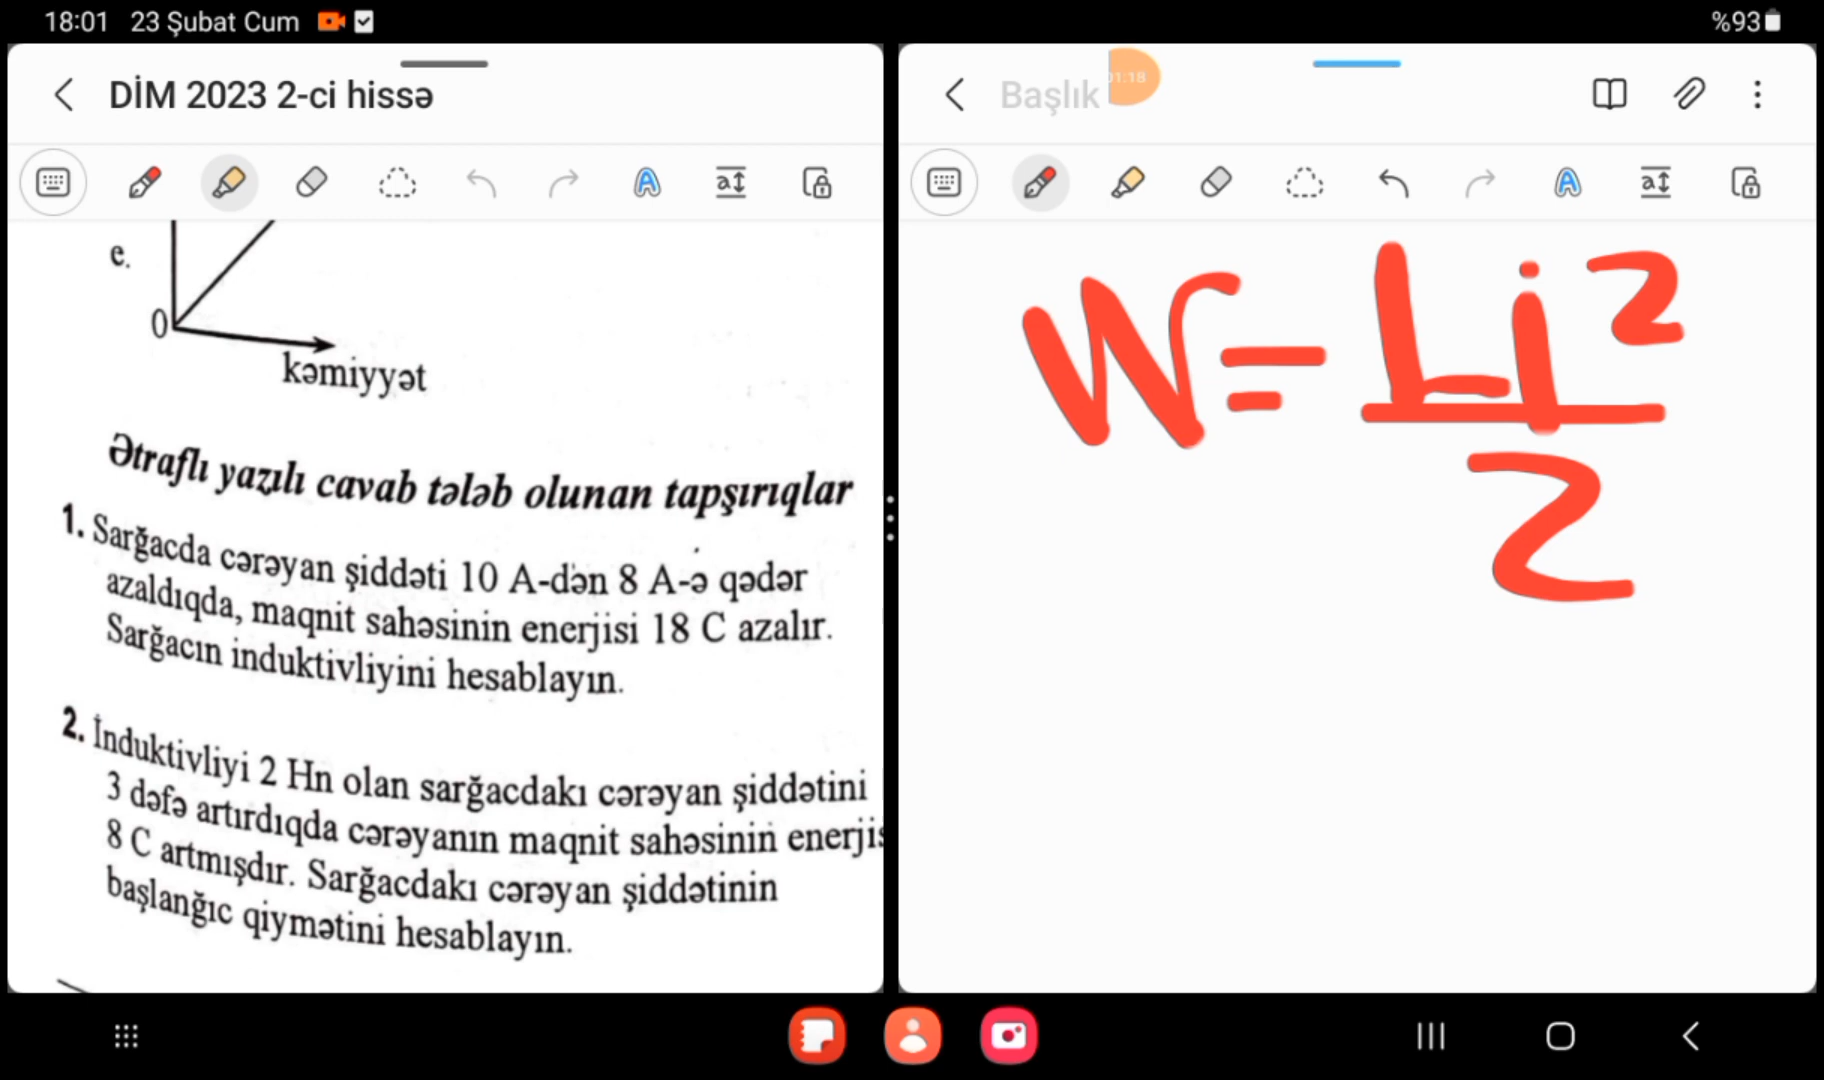 18:01 23 Şubat Cum
%93
DİM 2023 2-ci hissə
Başlık
01:18
e.
0
kəmiyyət
Ətraflı yazılı cavab tələb olunan tapşırıqlar
1. Sarğacda cərəyan şiddəti 10 A-dən 8 A-ə qədər
azaldıqda, maqnit sahəsinin enerjisi 18 C azalır.
Sarğacın induktivliyini hesablayın.
2. İnduktivliyi 2 Hn olan sarğacdakı cərəyan şiddətini
3 dəfə artırdıqda cərəyanın maqnit sahəsinin enerjis
8 C artmışdır. Sarğacdakı cərəyan şiddətinin
başlanğıc qiymətini hesablayın.
W = Li²
2